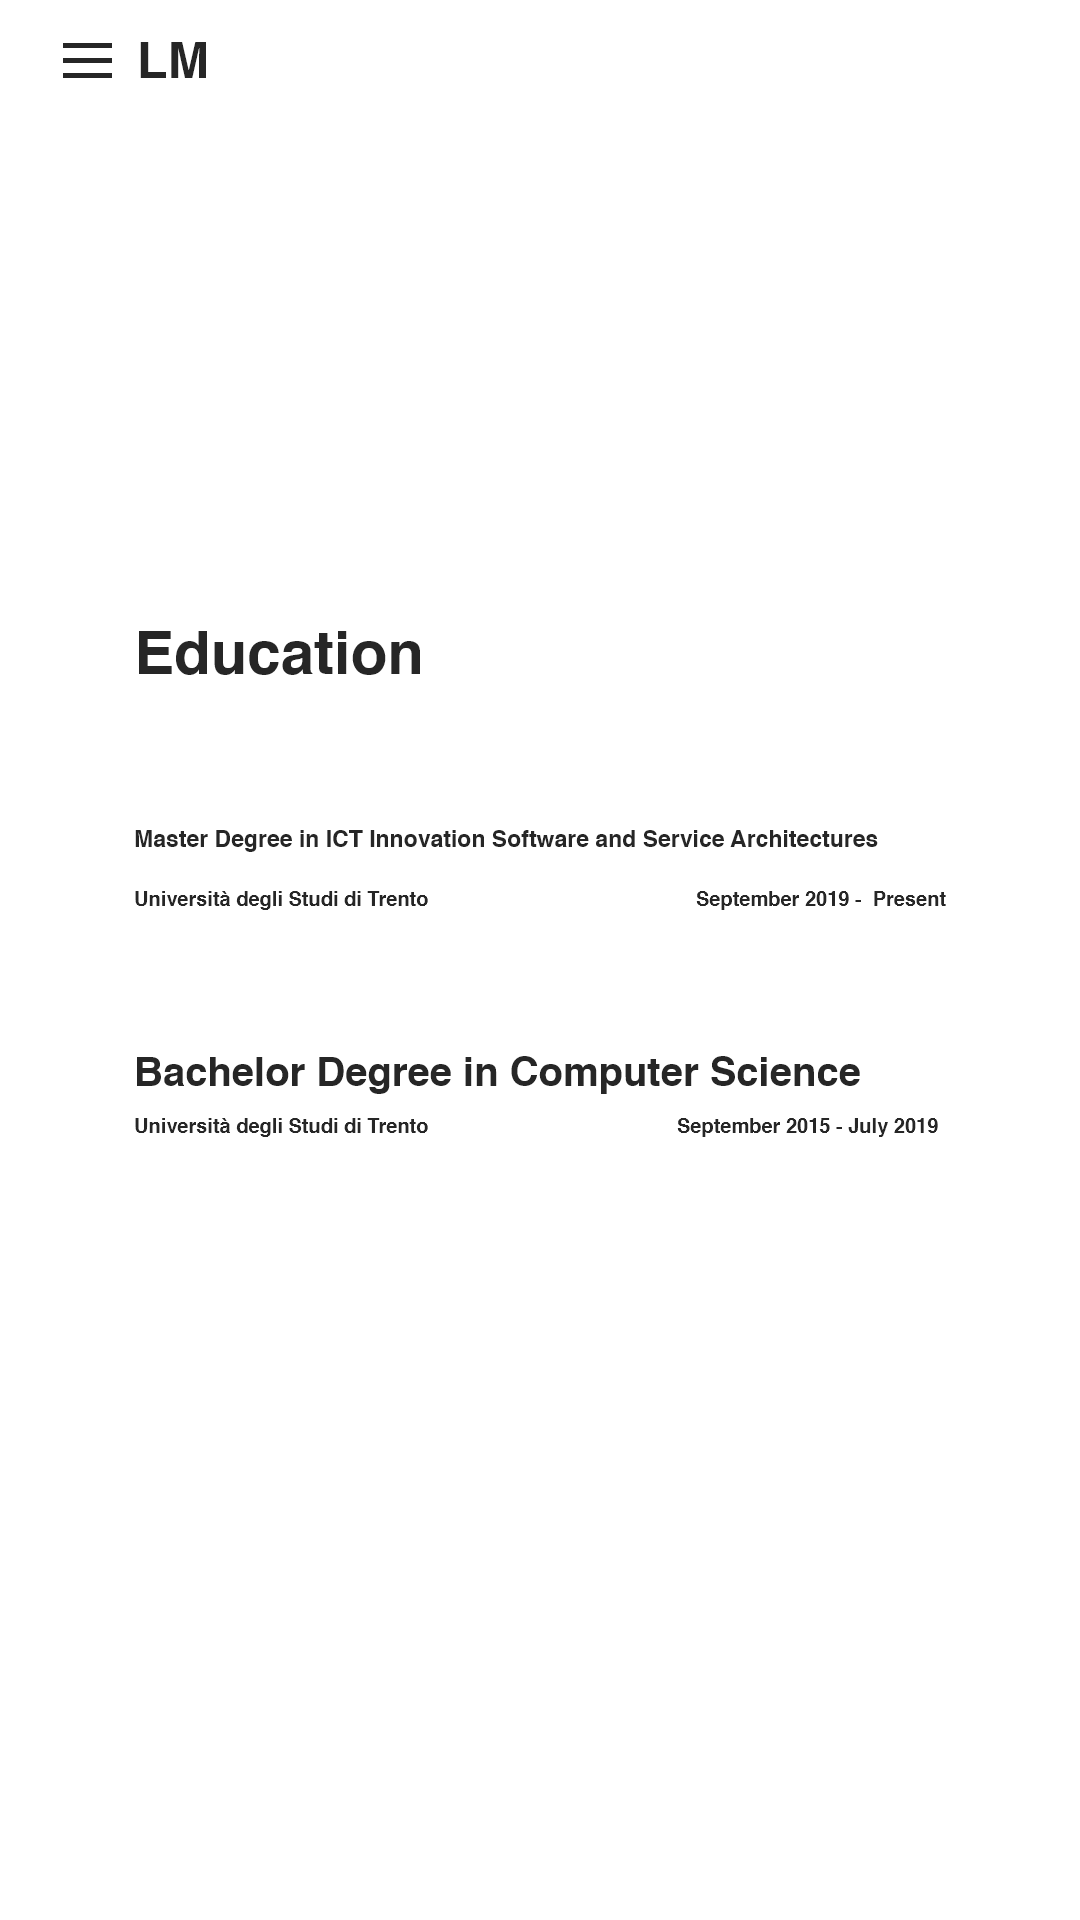 LM
Education
Master Degree in ICT Innovation Software and Service Architectures
Università degli Studi di Trento September 2019 -  Present
Bachelor Degree in Computer Science
Università degli Studi di Trento September 2015 - July 2019